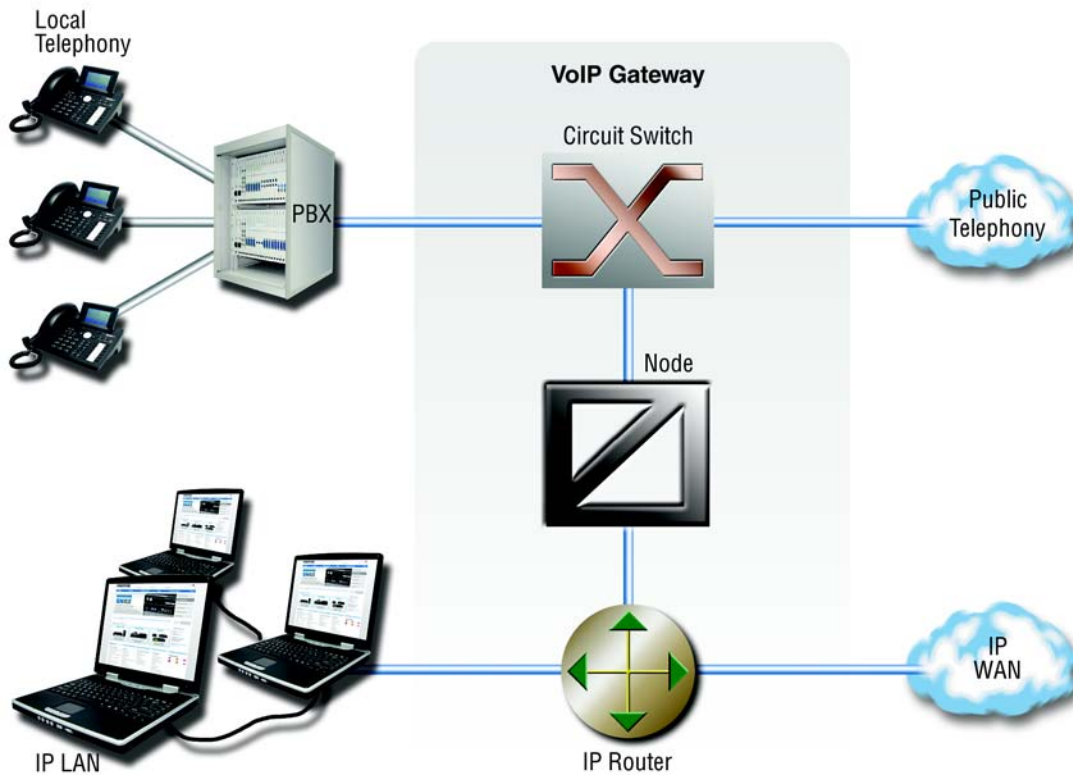 Local
Telephony
VoIP Gateway
Circuit Switch
PBX
Public
Telephony
Node
IP
WAN
IP LAN
IP Router